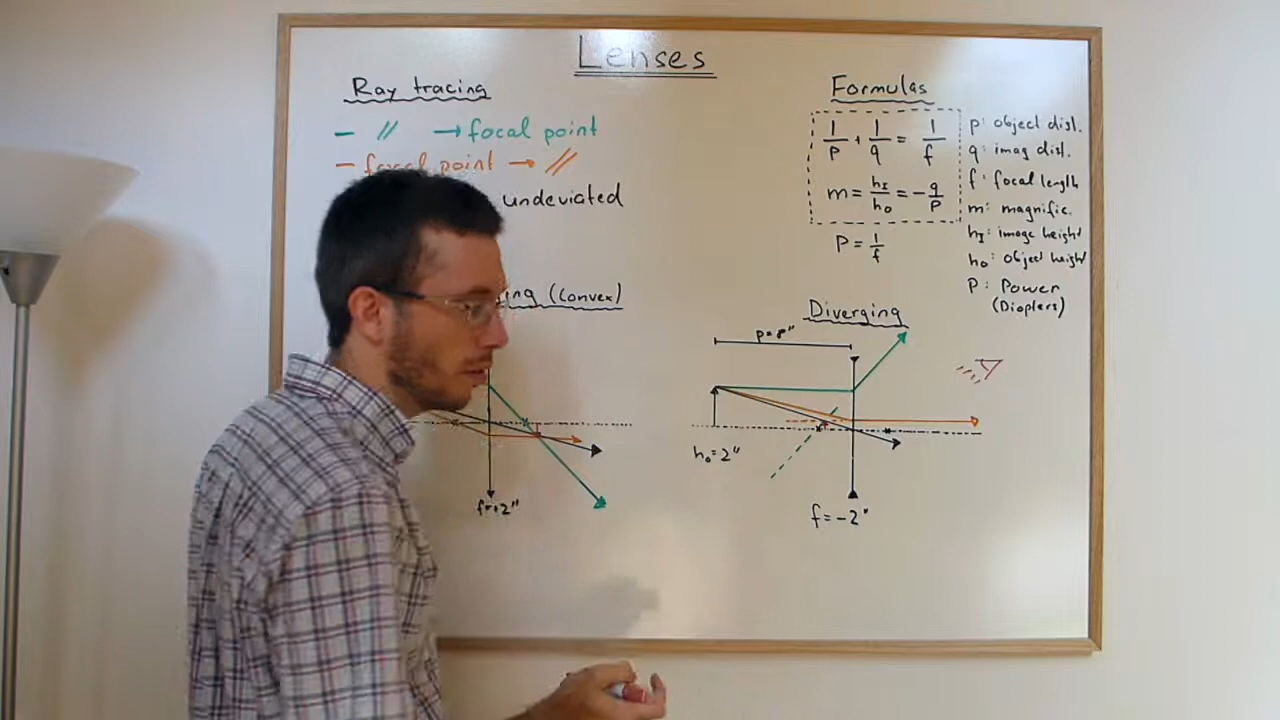 Lenses
Ray tracing
– // → focal point
– focal point → //
undeviated
ing (Convex)
f=+2"
Formulas
1/p + 1/q = 1/f
m = hI/ho = -q/p
P = 1/f
p: object dist.
q: imag dist.
f: focal length
m: magnific.
hI: image height
ho: object height
P: Power
(Diopters)
Diverging
p=8"
ho=2"
f=-2"